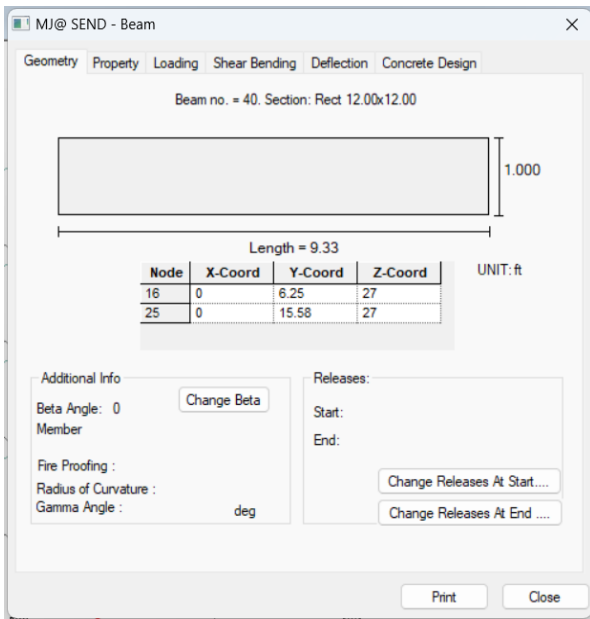 MJ@ SEND - Beam
Geometry Property Loading Shear Bending Deflection Concrete Design
Beam no. = 40. Section: Rect 12.00x12.00
1.000
Length = 9.33
UNIT: ft
Node X-Coord Y-Coord Z-Coord
16 0 6.25 27
25 0 15.58 27
Additional Info
Beta Angle: 0
Change Beta
Member
Fire Proofing :
Radius of Curvature :
Gamma Angle :
deg
Releases:
Start:
End:
Change Releases At Start....
Change Releases At End ....
Print Close